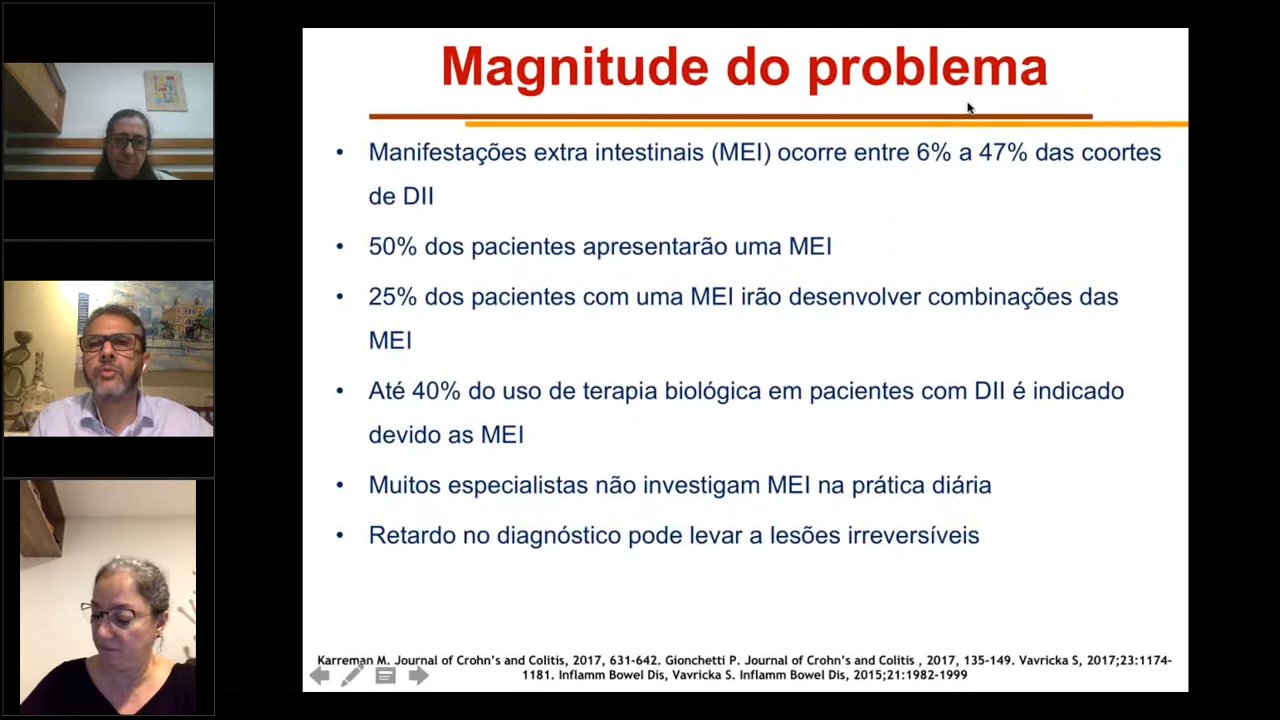 Magnitude do problema
• Manifestações extra intestinais (MEI) ocorre entre 6% a 47% das coortes
de DII
• 50% dos pacientes apresentarão uma MEI
• 25% dos pacientes com uma MEI irão desenvolver combinações das
MEI
• Até 40% do uso de terapia biológica em pacientes com DII é indicado
devido as MEI
• Muitos especialistas não investigam MEI na prática diária
• Retardo no diagnóstico pode levar a lesões irreversíveis
Karreman M. Journal of Crohn's and Colitis, 2017, 631-642. Gionchetti P. Journal of Crohn's and Colitis , 2017, 135-149. Vavricka S, 2017;23:1174-
1181. Inflamm Bowel Dis, Vavricka S. Inflamm Bowel Dis, 2015;21:1982-1999